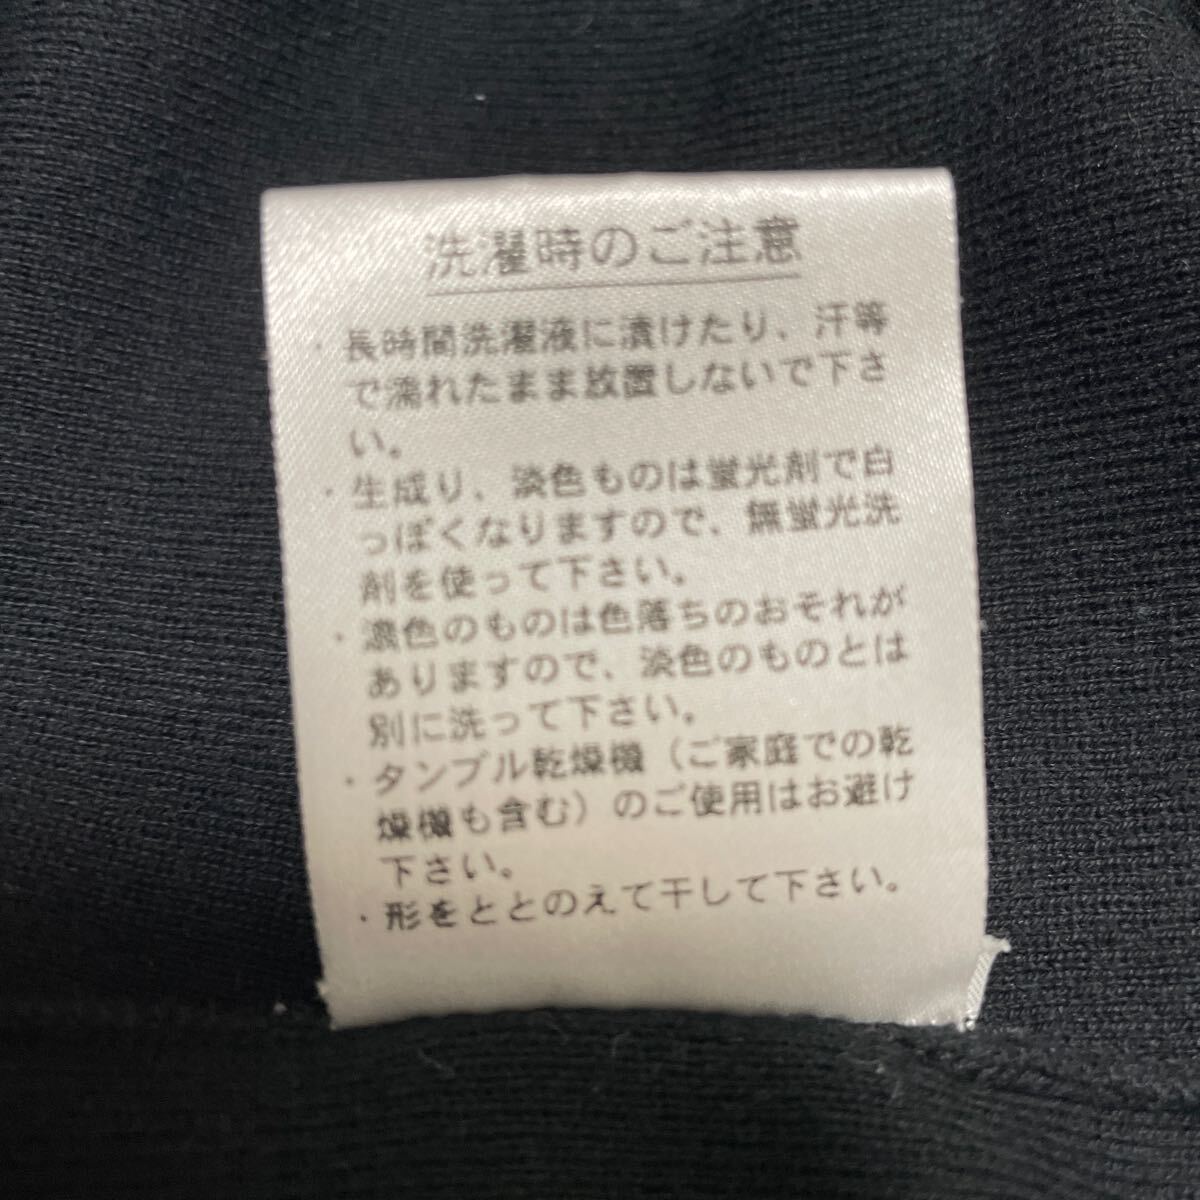 洗濯時のご注意
・長時間洗濯液に漬けたり、汗等
で濡れたまま放置しないで下さ
い。
・生成り、淡色ものは蛍光剤で白
っぽくなりますので、無蛍光洗
剤を使って下さい。
・濃色のものは色落ちのおそれが
ありますので、淡色のものとは
別に洗って下さい。
・タンブル乾燥機（ご家庭での乾
燥機も含む）のご使用はお避け
下さい。
・形をととのえて干して下さい。